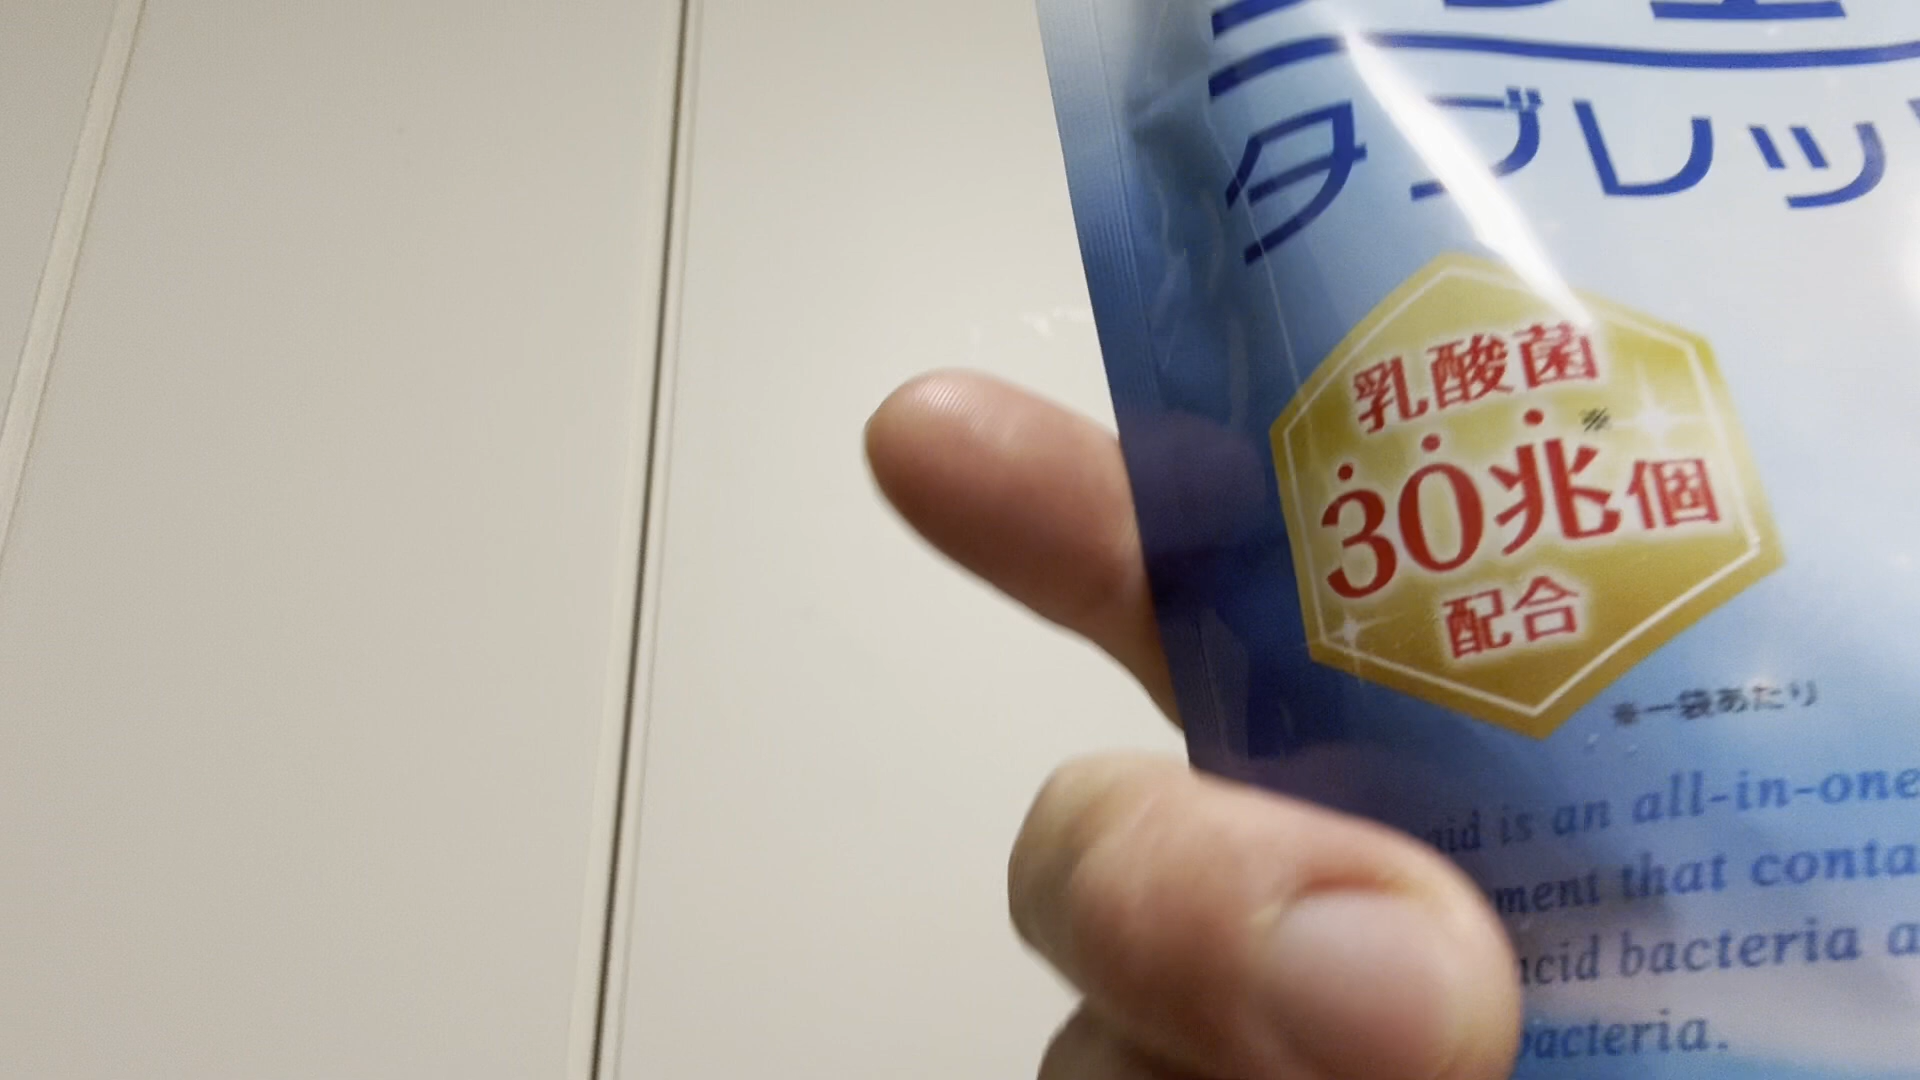 タブレッ
乳酸菌
30兆個※
配合
※一袋あたり
is an all-in-one
that conta
acid bacteria a
bacteria.